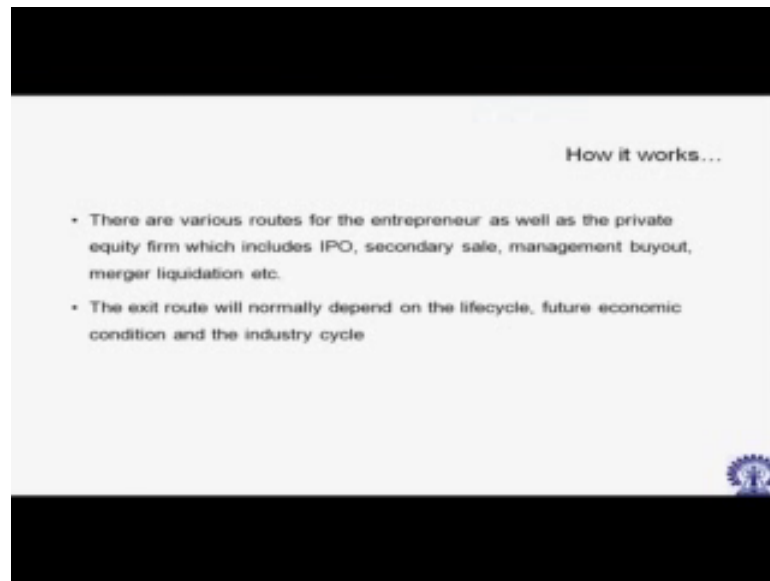 How it works...
• There are various routes for the entrepreneur as well as the private
equity firm which includes IPO, secondary sale, management buyout,
merger liquidation etc.
• The exit route will normally depend on the lifecycle, future economic
condition and the industry cycle